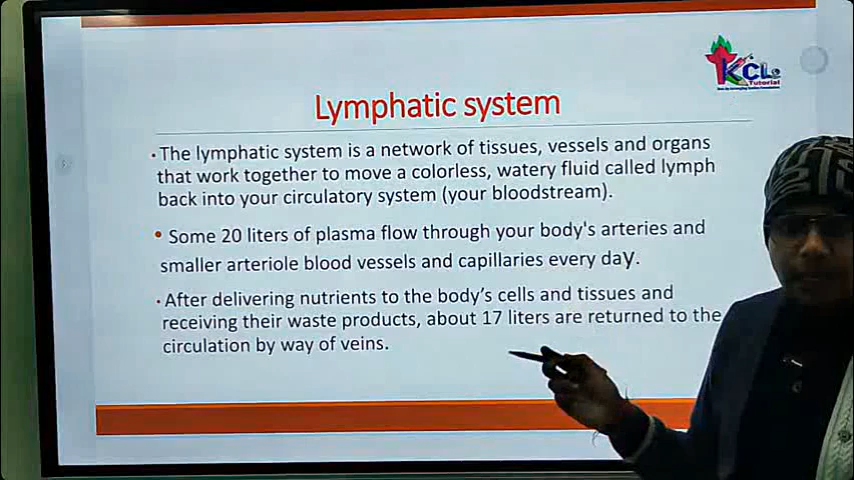 KCL
Tutorial
Lymphatic system
• The lymphatic system is a network of tissues, vessels and organs
that work together to move a colorless, watery fluid called lymph
back into your circulatory system (your bloodstream).
• Some 20 liters of plasma flow through your body's arteries and
smaller arteriole blood vessels and capillaries every day.
• After delivering nutrients to the body's cells and tissues and
receiving their waste products, about 17 liters are returned to the
circulation by way of veins.